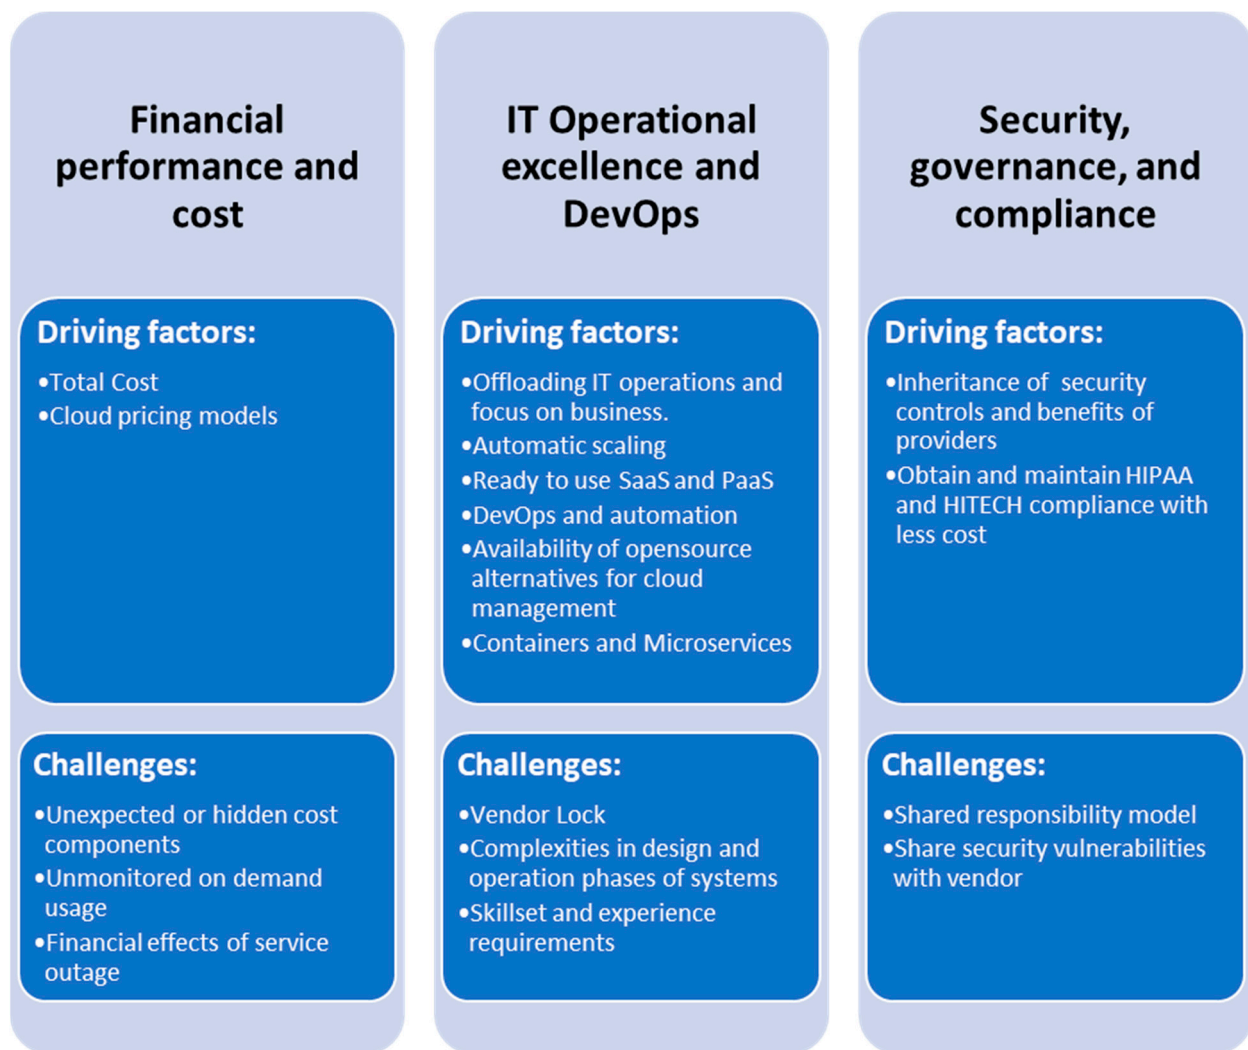 Financial
performance and
cost
Driving factors:
•Total Cost
•Cloud pricing models
Challenges:
•Unexpected or hidden cost
components
•Unmonitored on demand
usage
•Financial effects of service
outage
IT Operational
excellence and
DevOps
Driving factors:
•Offloading IT operations and
focus on business.
•Automatic scaling
•Ready to use SaaS and PaaS
•DevOps and automation
•Availability of opensource
alternatives for cloud
management
•Containers and Microservices
Challenges:
•Vendor Lock
•Complexities in design and
operation phases of systems
•Skillset and experience
requirements
Security,
governance, and
compliance
Driving factors:
•Inheritance of  security
controls and benefits of
providers
•Obtain and maintain HIPAA
and HITECH compliance with
less cost
Challenges:
•Shared responsibility model
•Share security vulnerabilities
with vendor